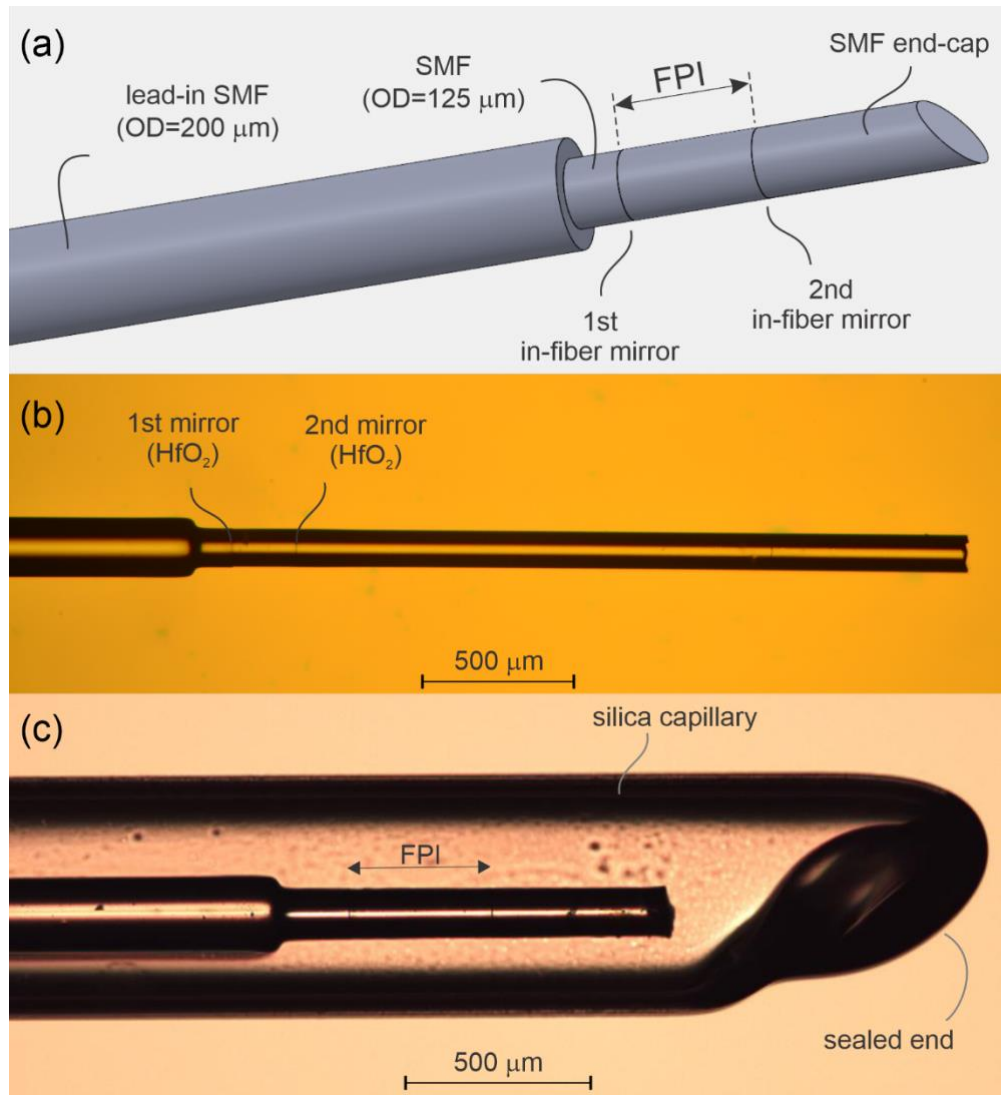 (a)
lead-in SMF
(OD=200 μm)
SMF
(OD=125 μm)
FPI
SMF end-cap
1st
in-fiber mirror
2nd
in-fiber mirror
(b)
1st mirror
(HfO₂)
2nd mirror
(HfO₂)
500 μm
(c)
silica capillary
FPI
500 μm
sealed end